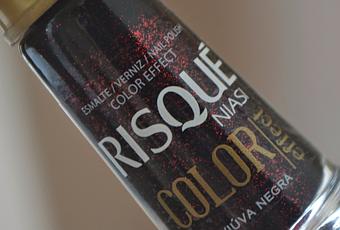 ESMALTE/VERNIZ/NAIL POLISH
COLOR EFFECT
RISQUÉ
NIASI
COLOR effect
VIÚVA NEGRA